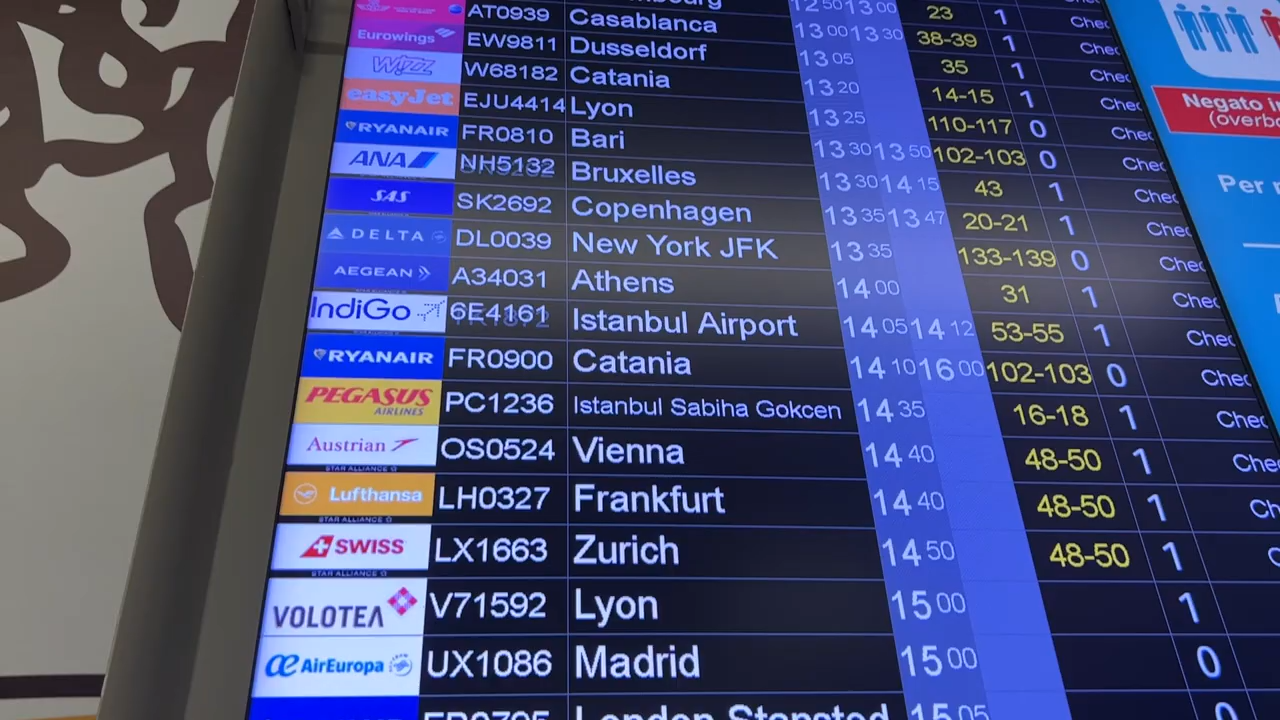 12 50 13 00
AT0939 Casablanca 13 00 13 30 23 1 Chec
Eurowings EW9811 Dusseldorf 13 05 38-39 1 Chec
WIZZ W68182 Catania 13 20 35 1 Chec
easyJet EJU4414 Lyon 13 25 14-15 1 Chec
RYANAIR FR0810 Bari 13 30 13 50 110-117 0 Chec
ANA NH5132 Bruxelles 13 30 14 15 102-103 0 Chec
SAS SK2692 Copenhagen 13 35 13 47 43 1 Chec
DELTA DL0039 New York JFK 13 35 20-21 1 Chec
AEGEAN A34031 Athens 14 00 133-139 0 Chec
IndiGo 6E4161 Istanbul Airport 14 05 14 12 31 1 Chec
RYANAIR FR0900 Catania 14 10 16 00 53-55 1 Chec
PEGASUS AIRLINES PC1236 Istanbul Sabiha Gokcen 14 35 102-103 0 Chec
Austrian OS0524 Vienna 14 40 16-18 1 Chec
STAR ALLIANCE
Lufthansa LH0327 Frankfurt 14 40 48-50 1 Chec
STAR ALLIANCE
SWISS LX1663 Zurich 14 50 48-50 1 Ch
STAR ALLIANCE
VOLOTEA V71592 Lyon 15 00 48-50 1 C
AirEuropa UX1086 Madrid 15 00 1
London Stansted 15 05 0
Negato i
(overbo
Per